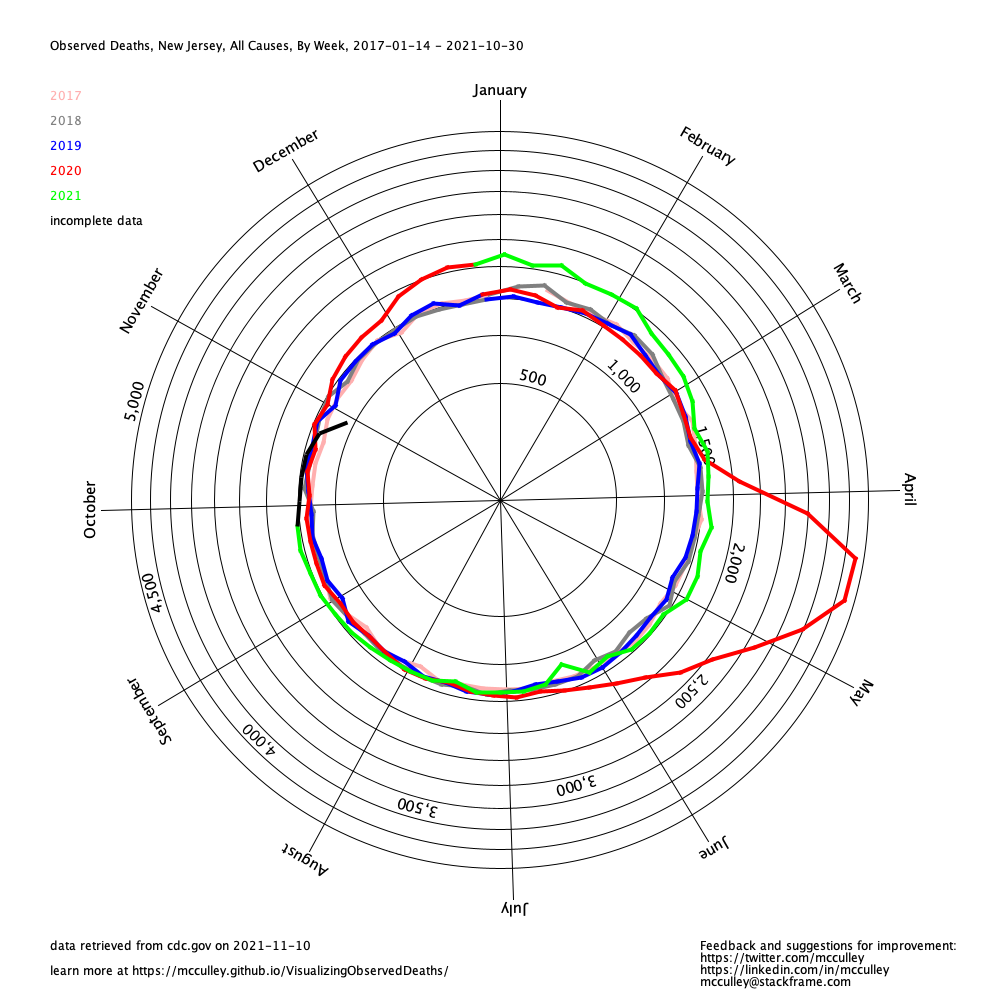 Observed Deaths, New Jersey, All Causes, By Week, 2017-01-14 - 2021-10-30
2017
2018
2019
2020
2021
incomplete data
January
February
March
April
May
June
July
August
September
October
November
December
500
1,000
1,500
2,000
2,500
3,000
3,500
4,000
4,500
5,000
data retrieved from cdc.gov on 2021-11-10
learn more at https://mcculley.github.io/VisualizingObservedDeaths/
Feedback and suggestions for improvement:
https://twitter.com/mcculley
https://linkedin.com/in/mcculley
mcculley@stackframe.com